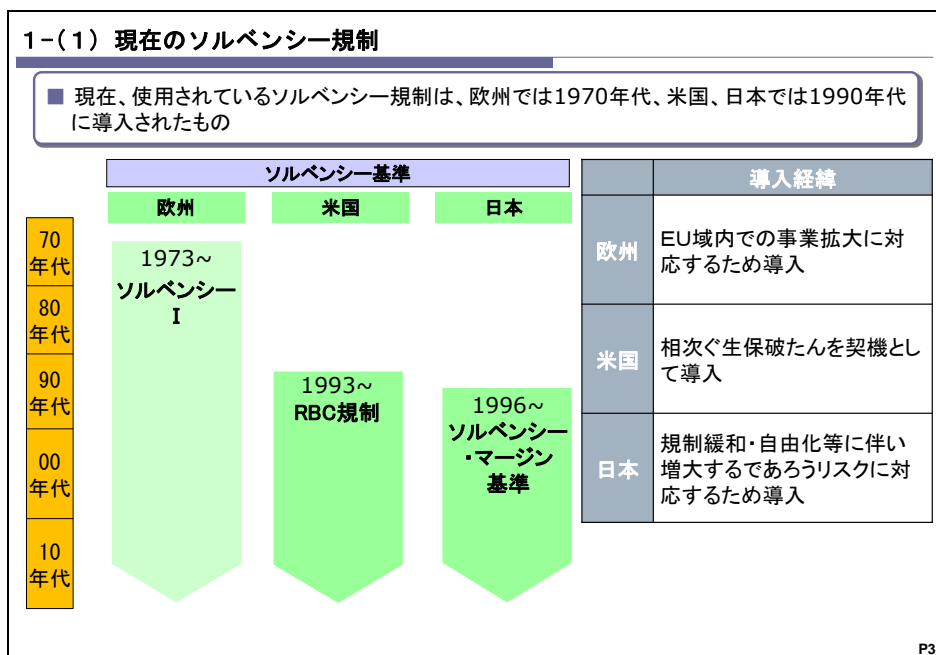 1-(1) 現在のソルベンシー規制
■ 現在、使用されているソルベンシー規制は、欧州では1970年代、米国、日本では1990年代
に導入されたもの
ソルベンシー基準
欧州
米国
日本
70
年代
80
年代
90
年代
00
年代
10
年代
1973~
ソルベンシー
Ⅰ
1993~
RBC規制
1996~
ソルベンシー
・マージン
基準
導入経緯
欧州
EU域内での事業拡大に対
応するため導入
米国
相次ぐ生保破たんを契機とし
て導入
日本
規制緩和・自由化等に伴い
増大するであろうリスクに対
応するため導入
P3